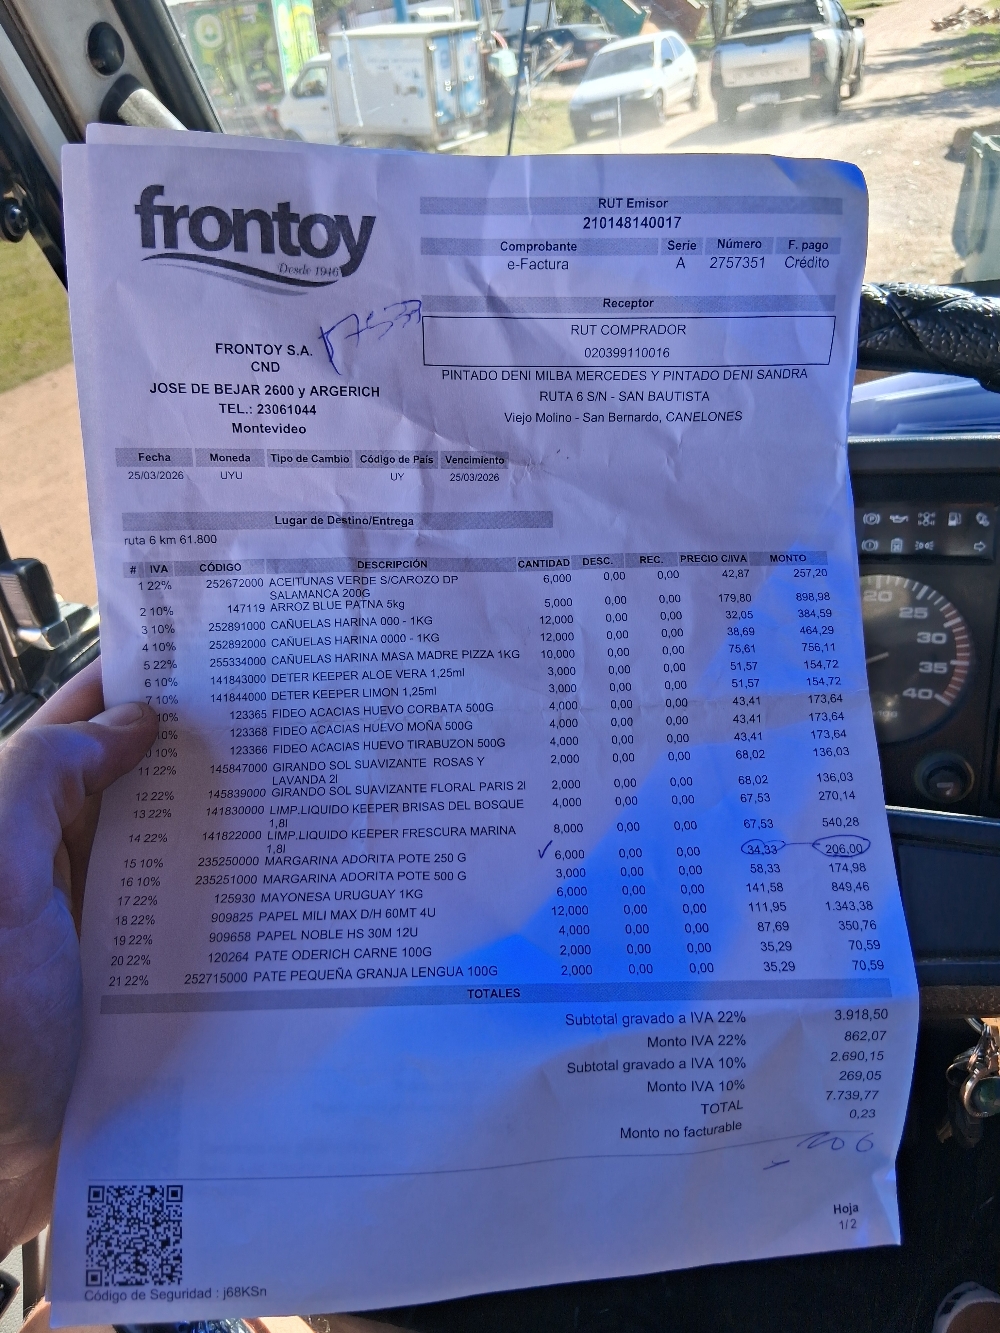 frontoy
Desde 1946
RUT Emisor
210148140017
Comprobante Serie Número F. pago
e-Factura A 2757351 Crédito
Receptor
RUT COMPRADOR
020399110016
PINTADO DENI MILBA MERCEDES Y PINTADO DENI SANDRA
RUTA 6 S/N - SAN BAUTISTA
Viejo Molino - San Bernardo, CANELONES
FRONTOY S.A.
CND
JOSE DE BEJAR 2600 y ARGERICH
TEL.: 23061044
Montevideo
Fecha Moneda Tipo de Cambio Código de País Vencimiento
25/03/2026 UYU UY 25/03/2026
Lugar de Destino/Entrega
ruta 6 km 61.800
# IVA CÓDIGO DESCRIPCIÓN CANTIDAD DESC. REC. PRECIO C/IVA MONTO
1 22% 252672000 ACEITUNAS VERDE S/CAROZO DP 6,000 0,00 0,00 42,87 257,20
SALAMANCA 200G
2 10% 147119 ARROZ BLUE PATNA 5kg 5,000 0,00 0,00 179,80 898,98
3 10% 252891000 CAÑUELAS HARINA 000 - 1KG 12,000 0,00 0,00 32,05 384,59
4 10% 252892000 CAÑUELAS HARINA 0000 - 1KG 12,000 0,00 0,00 38,69 464,29
5 22% 255334000 CAÑUELAS HARINA MASA MADRE PIZZA 1KG 10,000 0,00 0,00 75,61 756,11
6 10% 141843000 DETER KEEPER ALOE VERA 1,25ml 3,000 0,00 0,00 51,57 154,72
7 10% 141844000 DETER KEEPER LIMON 1,25ml 3,000 0,00 0,00 51,57 154,72
10% 123365 FIDEO ACACIAS HUEVO CORBATA 500G 4,000 0,00 0,00 43,41 173,64
10% 123368 FIDEO ACACIAS HUEVO MOÑA 500G 4,000 0,00 0,00 43,41 173,64
0 10% 123366 FIDEO ACACIAS HUEVO TIRABUZON 500G 4,000 0,00 0,00 43,41 173,64
11 22% 145847000 GIRANDO SOL SUAVIZANTE ROSAS Y 2,000 0,00 0,00 68,02 136,03
LAVANDA 2l
12 22% 145839000 GIRANDO SOL SUAVIZANTE FLORAL PARIS 2l 2,000 0,00 0,00 68,02 136,03
13 22% 141830000 LIMP.LIQUIDO KEEPER BRISAS DEL BOSQUE 4,000 0,00 0,00 67,53 270,14
1,8l
14 22% 141822000 LIMP.LIQUIDO KEEPER FRESCURA MARINA 8,000 0,00 0,00 67,53 540,28
1,8l
15 10% 235250000 MARGARINA ADORITA POTE 250 G 6,000 0,00 0,00 34,33 206,00
16 10% 235251000 MARGARINA ADORITA POTE 500 G 3,000 0,00 0,00 58,33 174,98
17 22% 125930 MAYONESA URUGUAY 1KG 6,000 0,00 0,00 141,58 849,46
18 22% 909825 PAPEL MILI MAX D/H 60MT 4U 12,000 0,00 0,00 111,95 1.343,38
19 22% 909658 PAPEL NOBLE HS 30M 12U 4,000 0,00 0,00 87,69 350,76
20 22% 120264 PATE ODERICH CARNE 100G 2,000 0,00 0,00 35,29 70,59
21 22% 252715000 PATE PEQUEÑA GRANJA LENGUA 100G 2,000 0,00 0,00 35,29 70,59
TOTALES
Subtotal gravado a IVA 22% 3.918,50
Monto IVA 22% 862,07
Subtotal gravado a IVA 10% 2.690,15
Monto IVA 10% 269,05
TOTAL 7.739,77
Monto no facturable 0,23
- 206
Hoja
1/2
Código de Seguridad : j68KSn
20
25
30
35
40